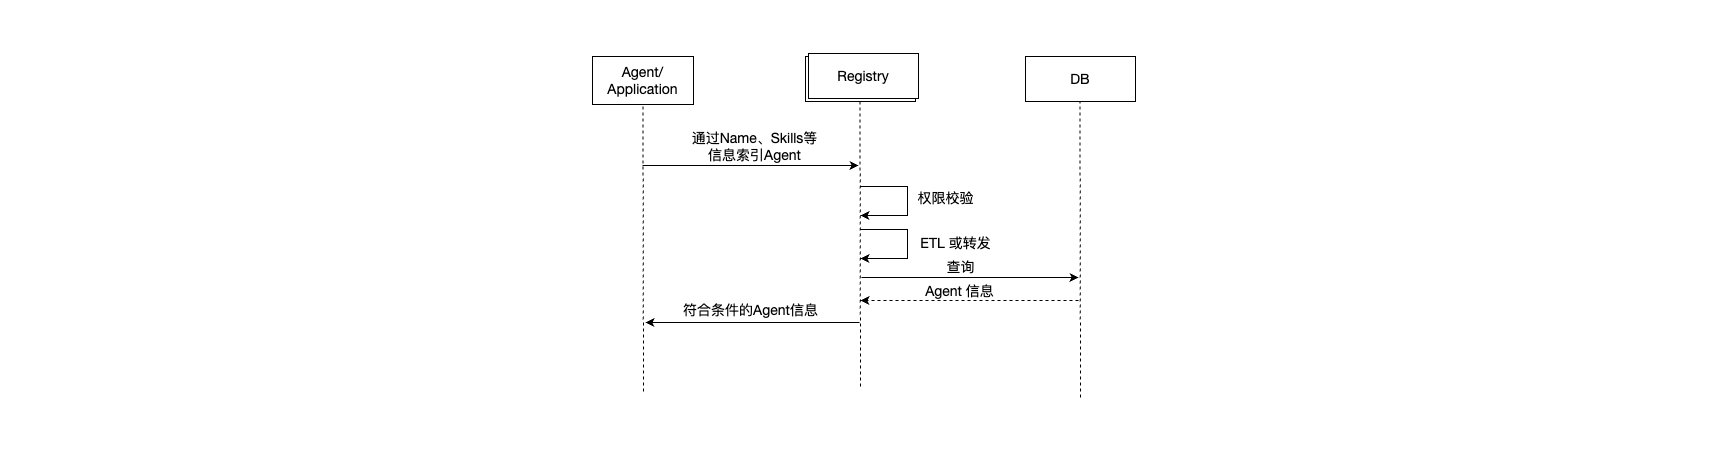 Agent/
Application
Registry
DB
通过Name、Skills等
信息索引Agent
权限校验
ETL 或转发
查询
Agent 信息
符合条件的Agent信息